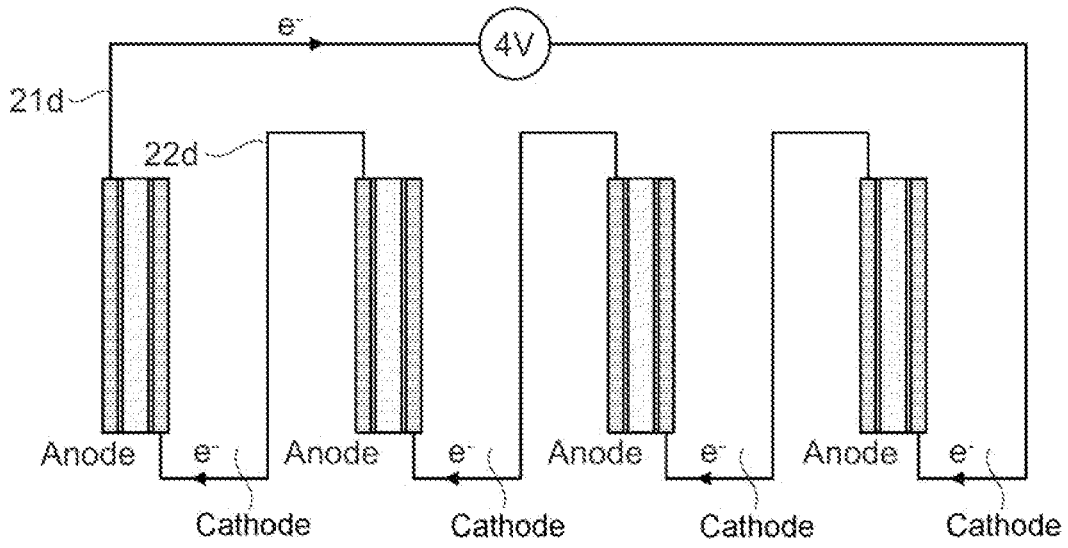 e-
4V
21d
22d
Anode e- Anode e- Anode e- Anode e-
Cathode Cathode Cathode Cathode